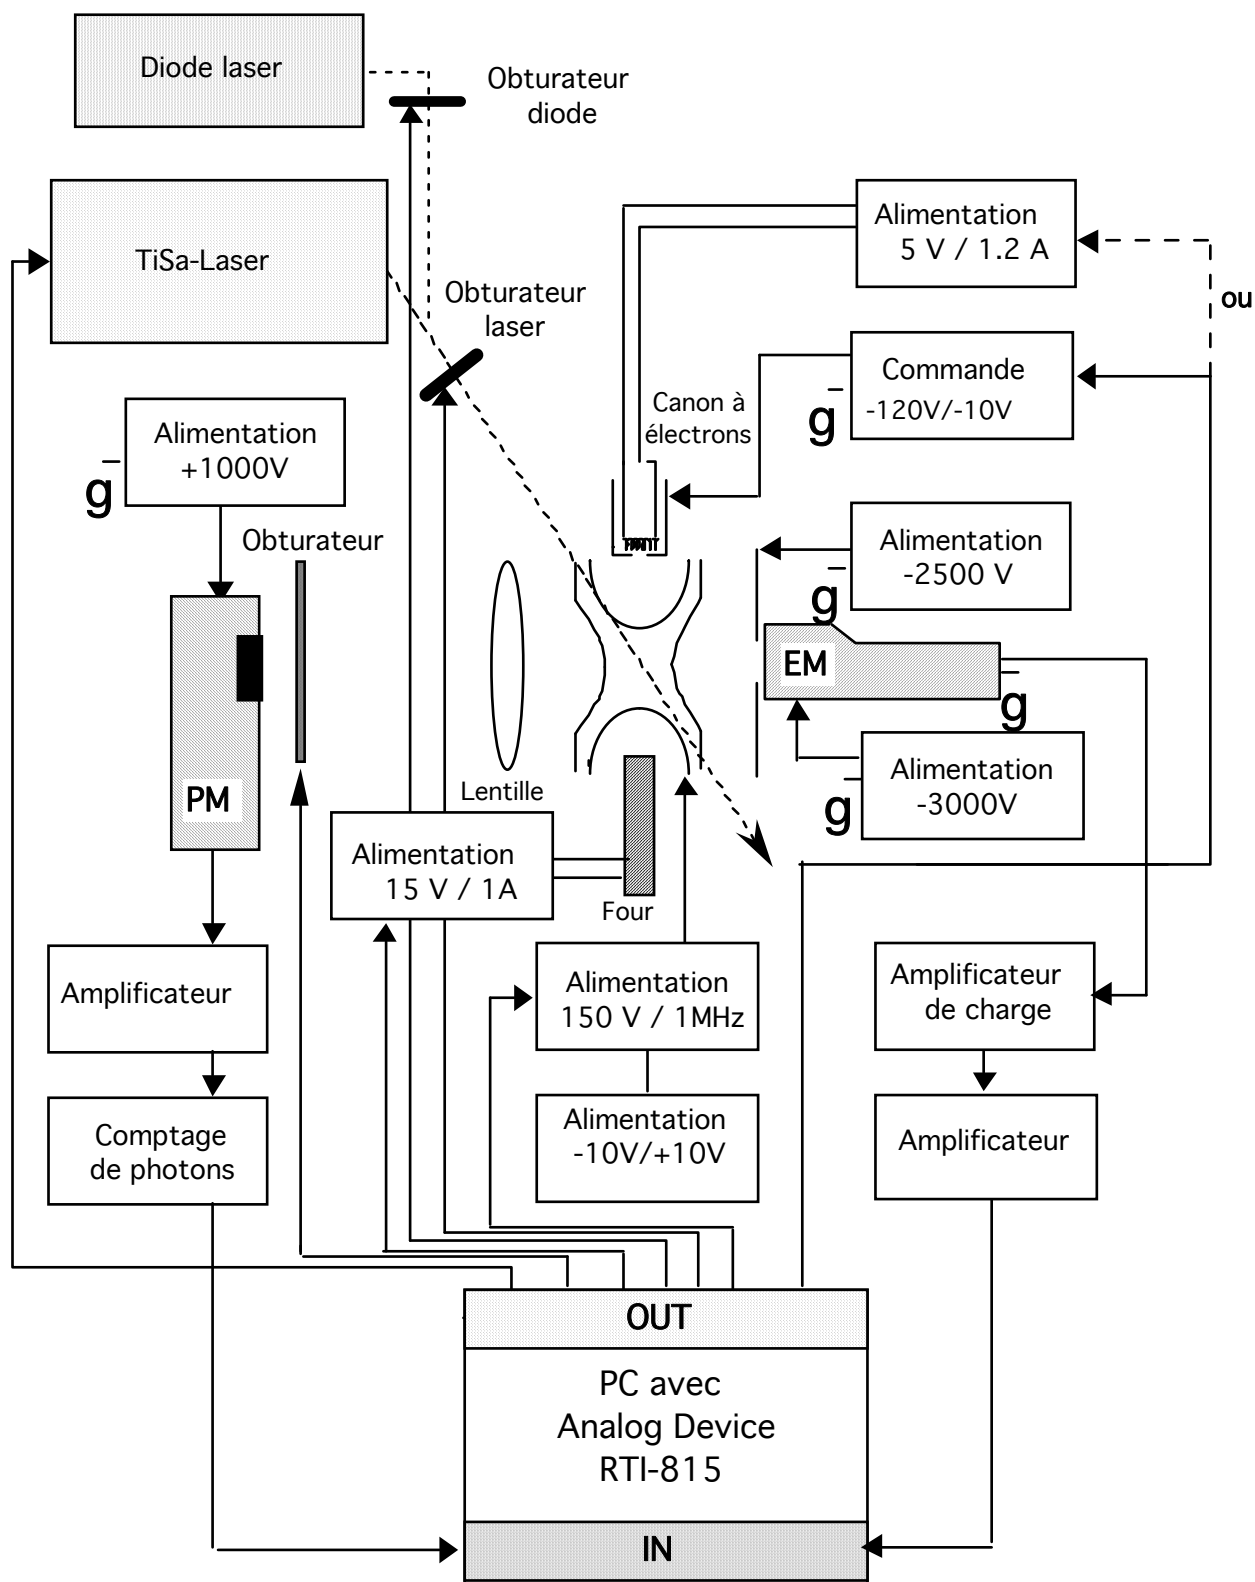 Diode laser
Obturateur
diode
TiSa-Laser
Obturateur
laser
Alimentation
5 V / 1.2 A
ou
Commande
-120V/-10V
g
Canon à
électrons
Alimentation
+1000V
g
Obturateur
Alimentation
-2500 V
g
EM
g
PM
Lentille
Alimentation
-3000V
g
Alimentation
15 V / 1A
Four
Amplificateur
Alimentation
150 V / 1MHz
Amplificateur
de charge
Comptage
de photons
Alimentation
-10V/+10V
Amplificateur
OUT
PC avec
Analog Device
RTI-815
IN